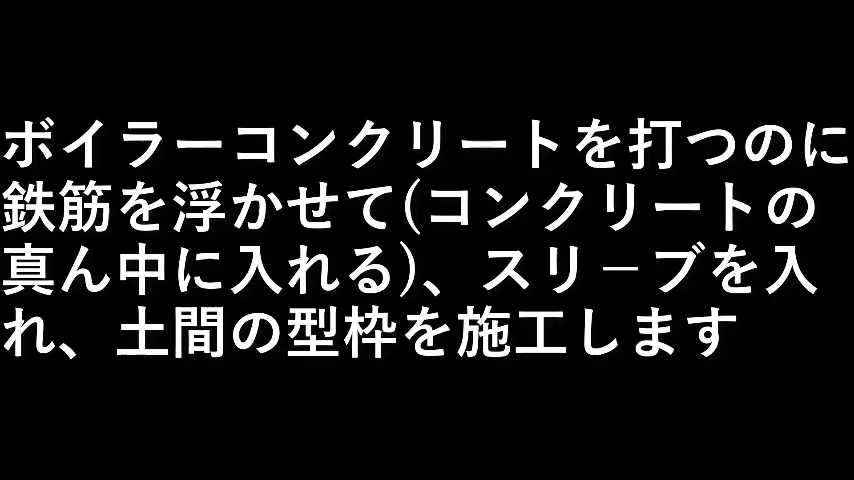 ボイラーコンクリートを打つのに
鉄筋を浮かせて(コンクリートの
真ん中に入れる)、スリ－ブを入
れ、土間の型枠を施工します